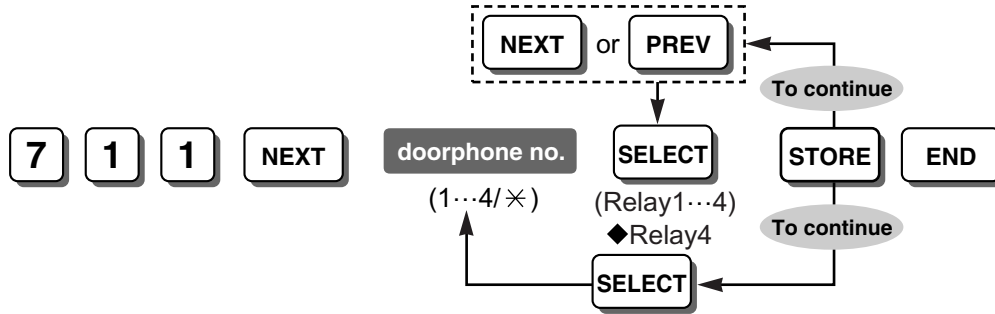 NEXT or PREV
To continue
7 1 1 NEXT doorphone no. SELECT STORE END
(1···4/✳) (Relay1···4)
◆Relay4
To continue
SELECT